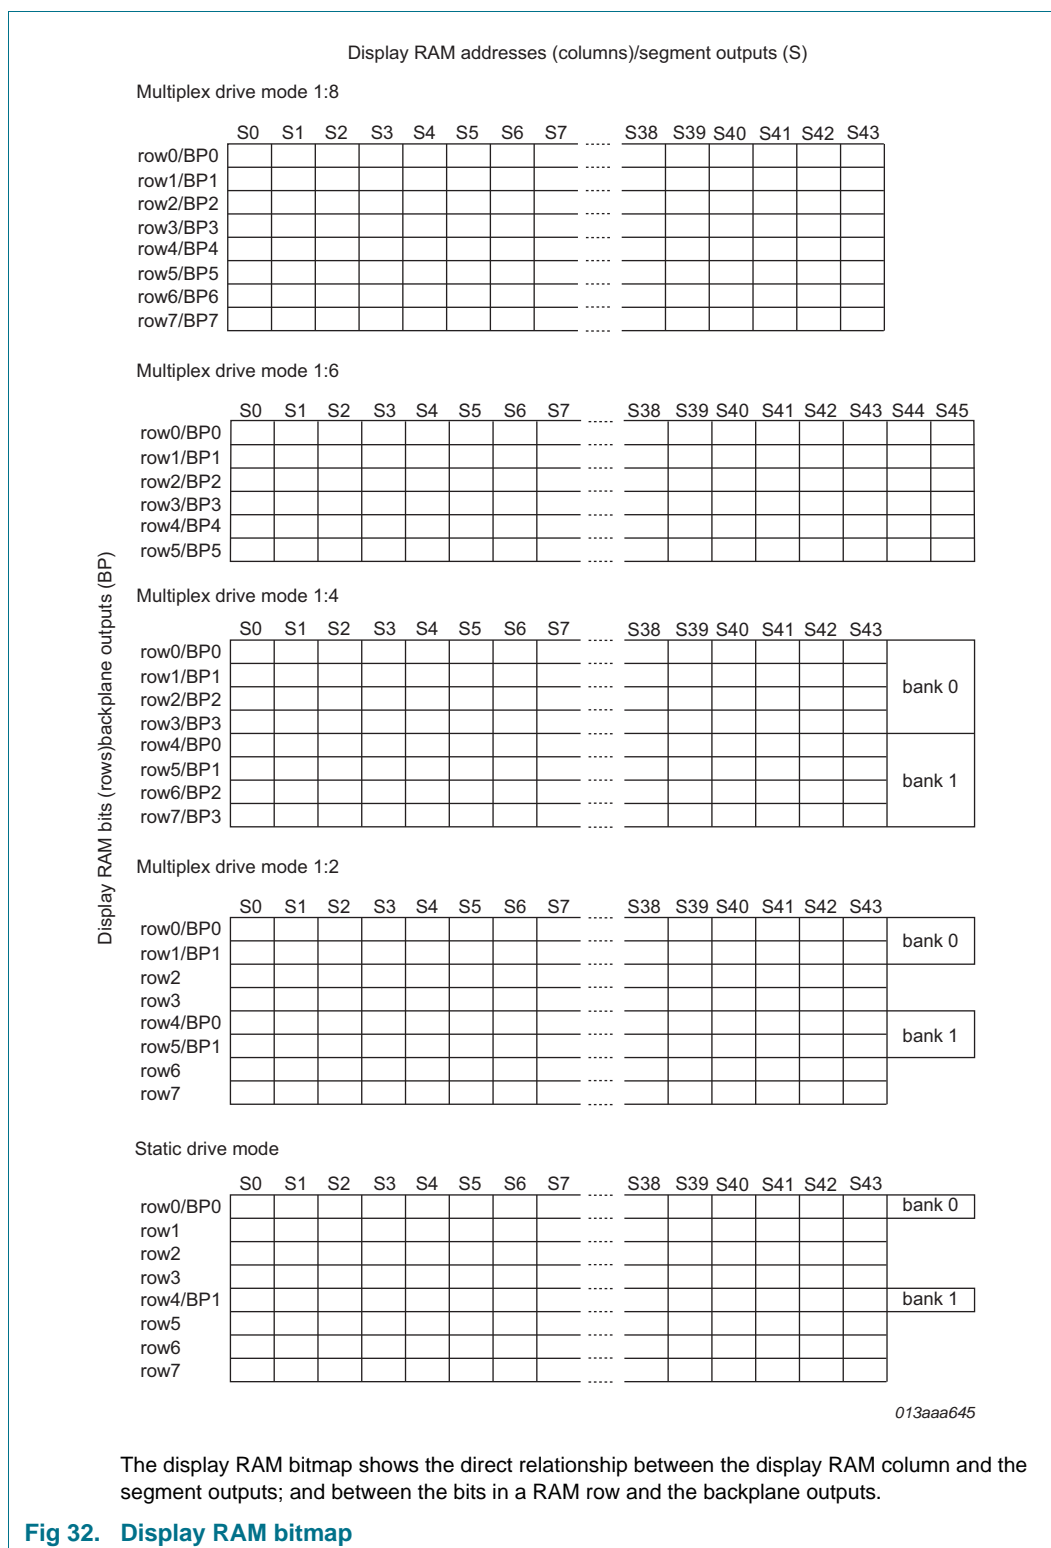 Display RAM addresses (columns)/segment outputs (S)
Display RAM bits (rows)backplane outputs (BP)
Multiplex drive mode 1:8
S0 S1 S2 S3 S4 S5 S6 S7 ..... S38 S39 S40 S41 S42 S43
row0/BP0
row1/BP1
row2/BP2
row3/BP3
row4/BP4
row5/BP5
row6/BP6
row7/BP7
Multiplex drive mode 1:6
S0 S1 S2 S3 S4 S5 S6 S7 ..... S38 S39 S40 S41 S42 S43 S44 S45
row0/BP0
row1/BP1
row2/BP2
row3/BP3
row4/BP4
row5/BP5
Multiplex drive mode 1:4
S0 S1 S2 S3 S4 S5 S6 S7 ..... S38 S39 S40 S41 S42 S43
row0/BP0
row1/BP1
row2/BP2
row3/BP3
bank 0
row4/BP0
row5/BP1
row6/BP2
row7/BP3
bank 1
Multiplex drive mode 1:2
S0 S1 S2 S3 S4 S5 S6 S7 ..... S38 S39 S40 S41 S42 S43
row0/BP0
row1/BP1
bank 0
row2
row3
row4/BP0
row5/BP1
bank 1
row6
row7
Static drive mode
S0 S1 S2 S3 S4 S5 S6 S7 ..... S38 S39 S40 S41 S42 S43
row0/BP0 bank 0
row1
row2
row3
row4/BP1 bank 1
row5
row6
row7
013aaa645
The display RAM bitmap shows the direct relationship between the display RAM column and the
segment outputs; and between the bits in a RAM row and the backplane outputs.
Fig 32. Display RAM bitmap